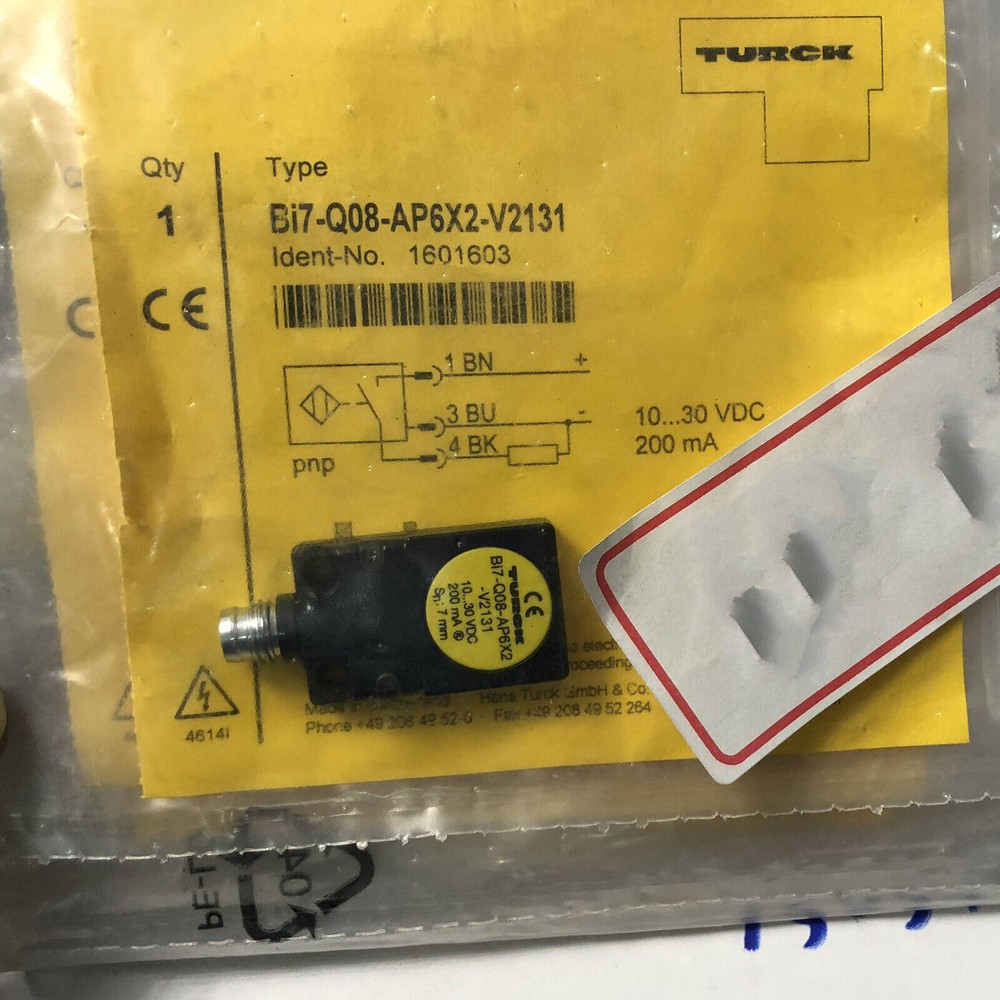 TURCK
Qty
Type
1
Bi7-Q08-AP6X2-V2131
Ident-No. 1601603
CE
1 BN +
3 BU -
4 BK
pnp
10...30 VDC
200 mA
CE
TURCK
Bi7-Q08-AP6X2
-V2131
10...30 VDC
200 mA
Sn: 7 mm
Made in
Hans Turck GmbH & Co.
Phone +49 208 49 52-0 · Fax +49 208 49 52 264
4614I